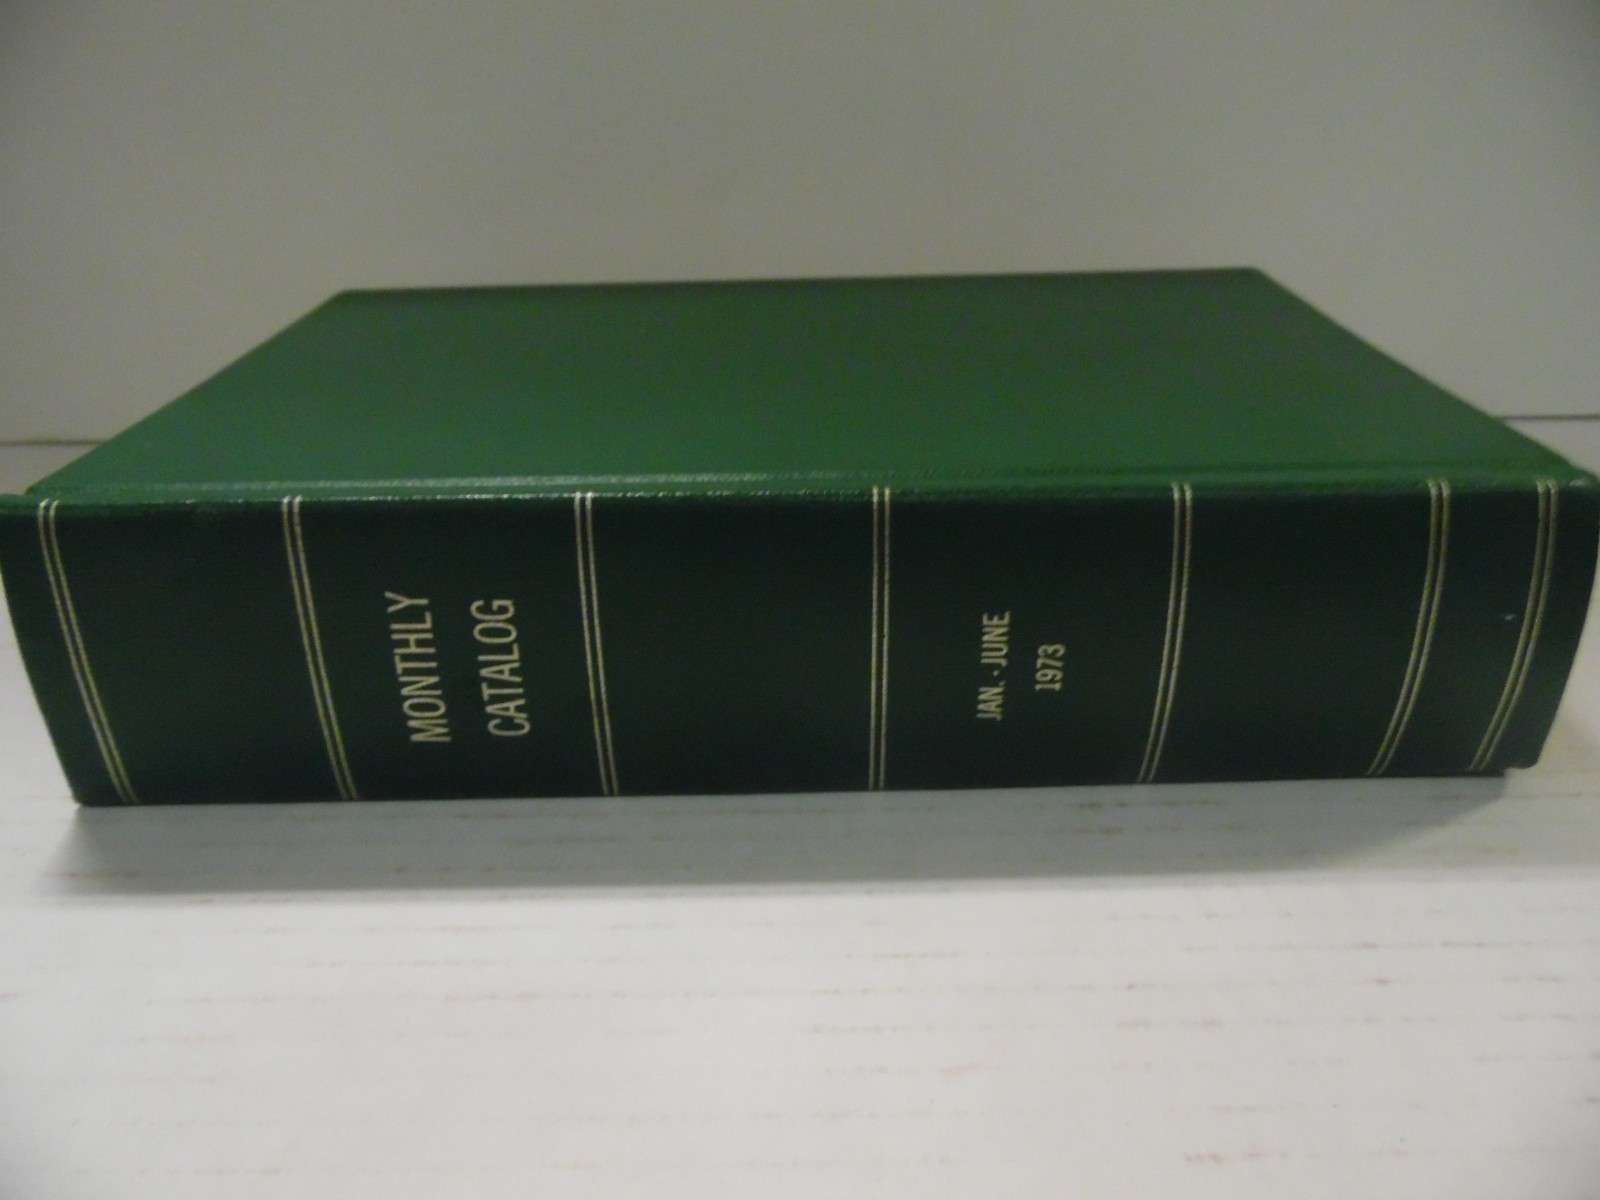 MONTHLY
CATALOG
JAN. - JUNE
1973